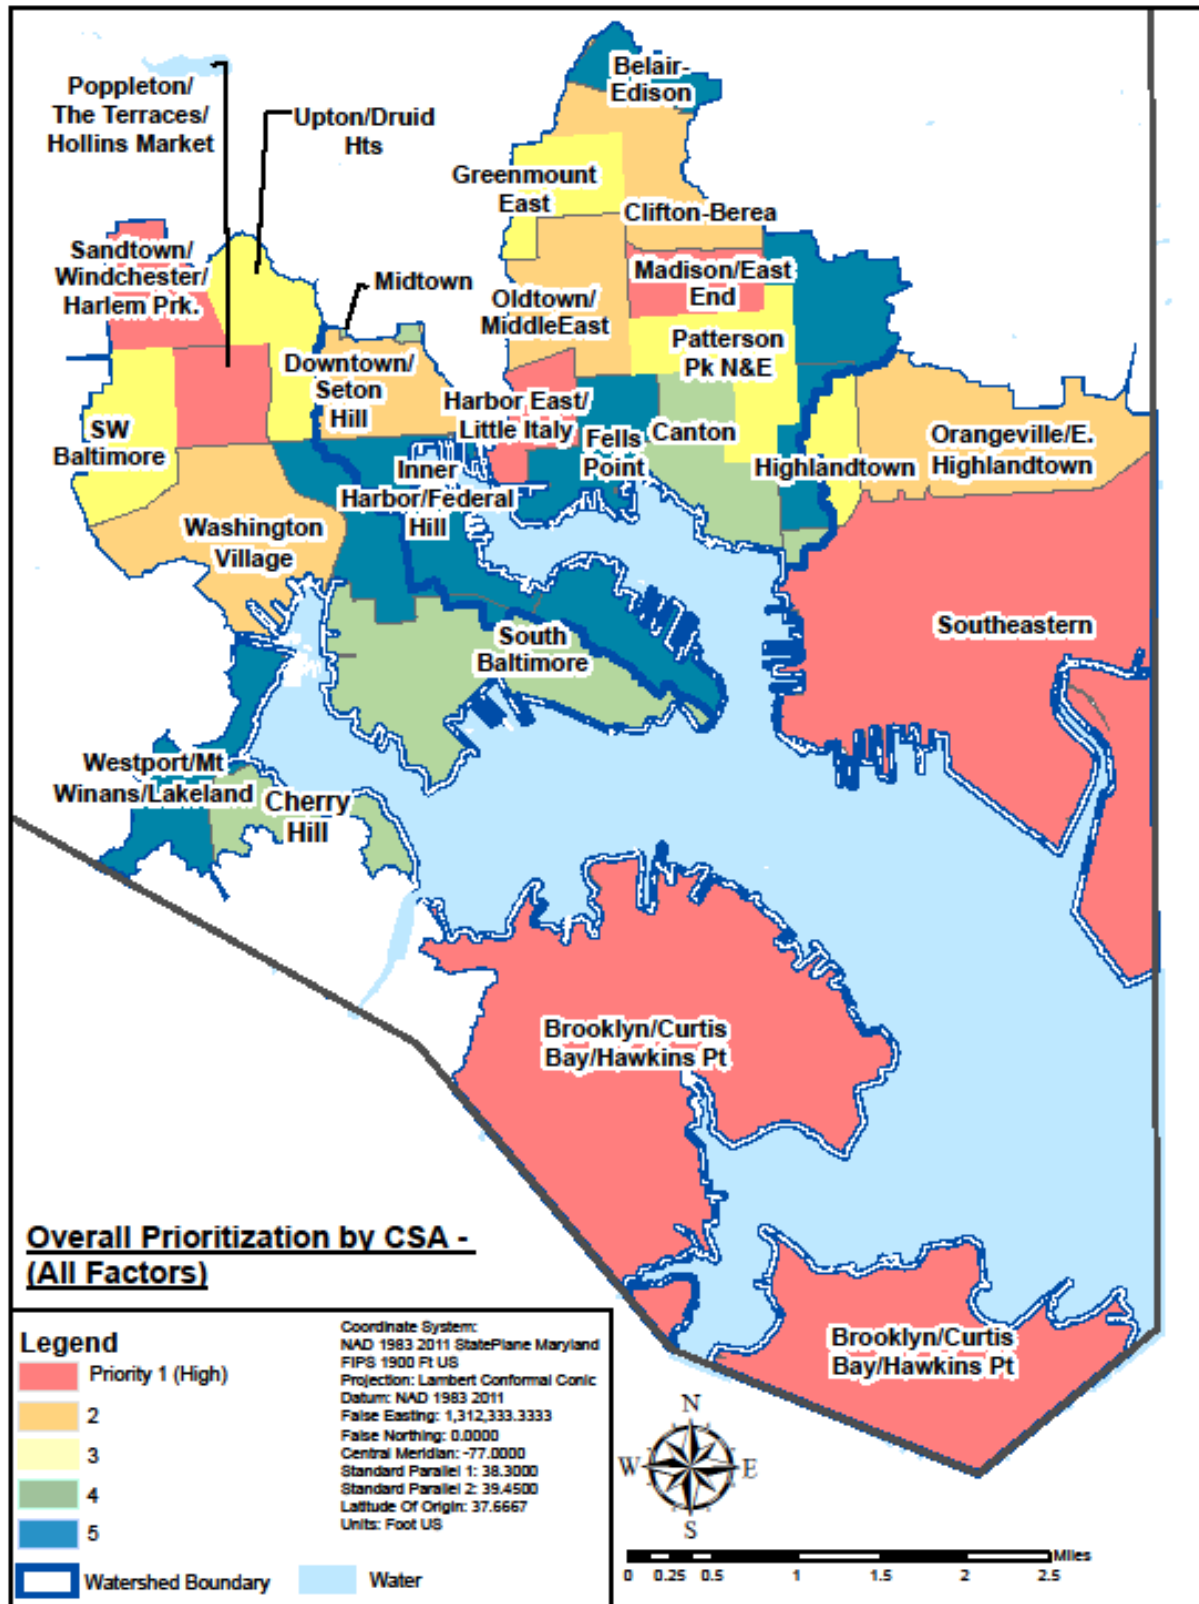 Belair-
Edison
Poppleton/
The Terraces/
Hollins Market
Upton/Druid
Hts
Greenmount
East
Clifton-Berea
Sandtown/
Windchester/
Harlem Prk.
Midtown
Madison/East
End
Oldtown/
MiddleEast
Patterson
Pk N&E
Downtown/
Seton
Hill
Harbor East/
Little Italy
SW
Baltimore
Fells
Point
Canton
Highlandtown
Orangeville/E.
Highlandtown
Inner
Harbor/Federal
Hill
Washington
Village
Southeastern
South
Baltimore
Westport/Mt
Winans/Lakeland
Cherry
Hill
Brooklyn/Curtis
Bay/Hawkins Pt
Overall Prioritization by CSA -
(All Factors)
Brooklyn/Curtis
Bay/Hawkins Pt
Legend
Priority 1 (High)
2
3
4
5
Watershed Boundary
Water
Coordinate System:
NAD 1983 2011 StatePlane Maryland
FIPS 1900 Ft US
Projection: Lambert Conformal Conic
Datum: NAD 1983 2011
False Easting: 1,312,333.3333
False Northing: 0.0000
Central Meridian: -77.0000
Standard Parallel 1: 38.3000
Standard Parallel 2: 39.4500
Latitude Of Origin: 37.6667
Units: Foot US
N
W E
S
Miles
0 0.25 0.5 1 1.5 2 2.5